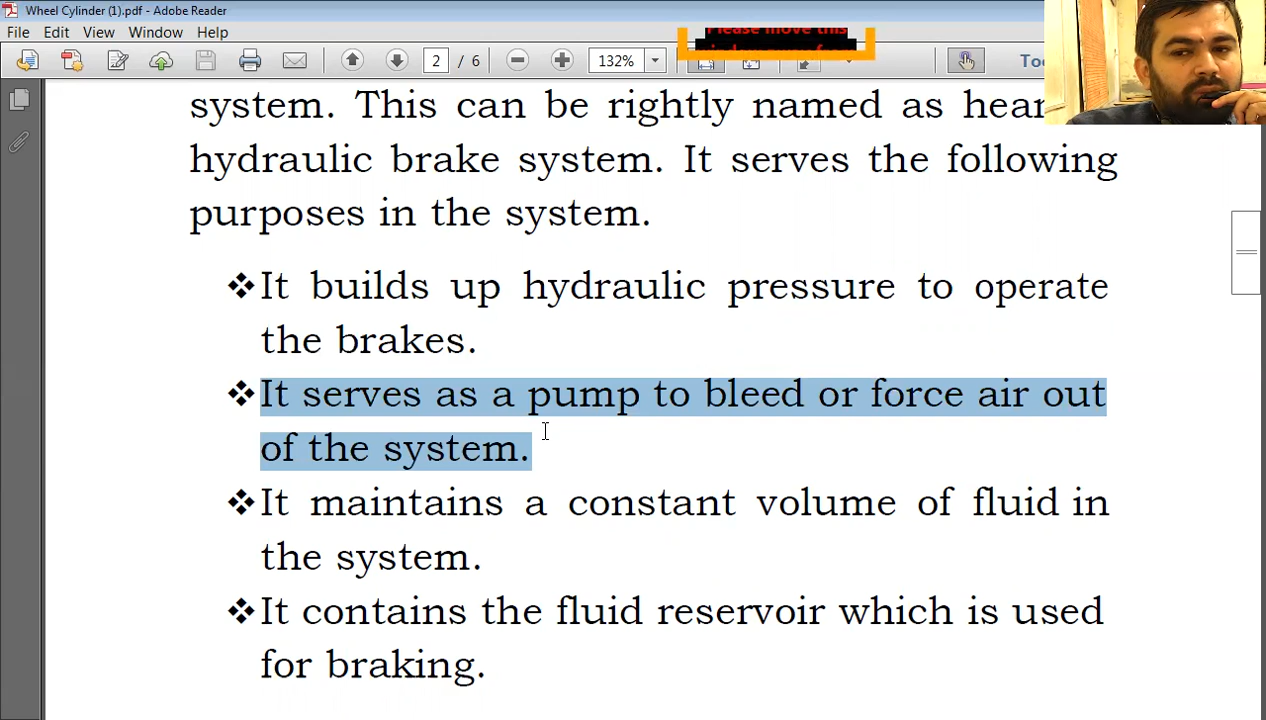 Wheel Cylinder (1).pdf - Adobe Reader
File Edit View Window Help
Please move this
2 / 6 132%
system. This can be rightly named as
hydraulic brake system. It serves the following
purposes in the system.
❖It builds up hydraulic pressure to operate
the brakes.
❖It serves as a pump to bleed or force air out
of the system.
❖It maintains a constant volume of fluid in
the system.
❖It contains the fluid reservoir which is used
for braking.